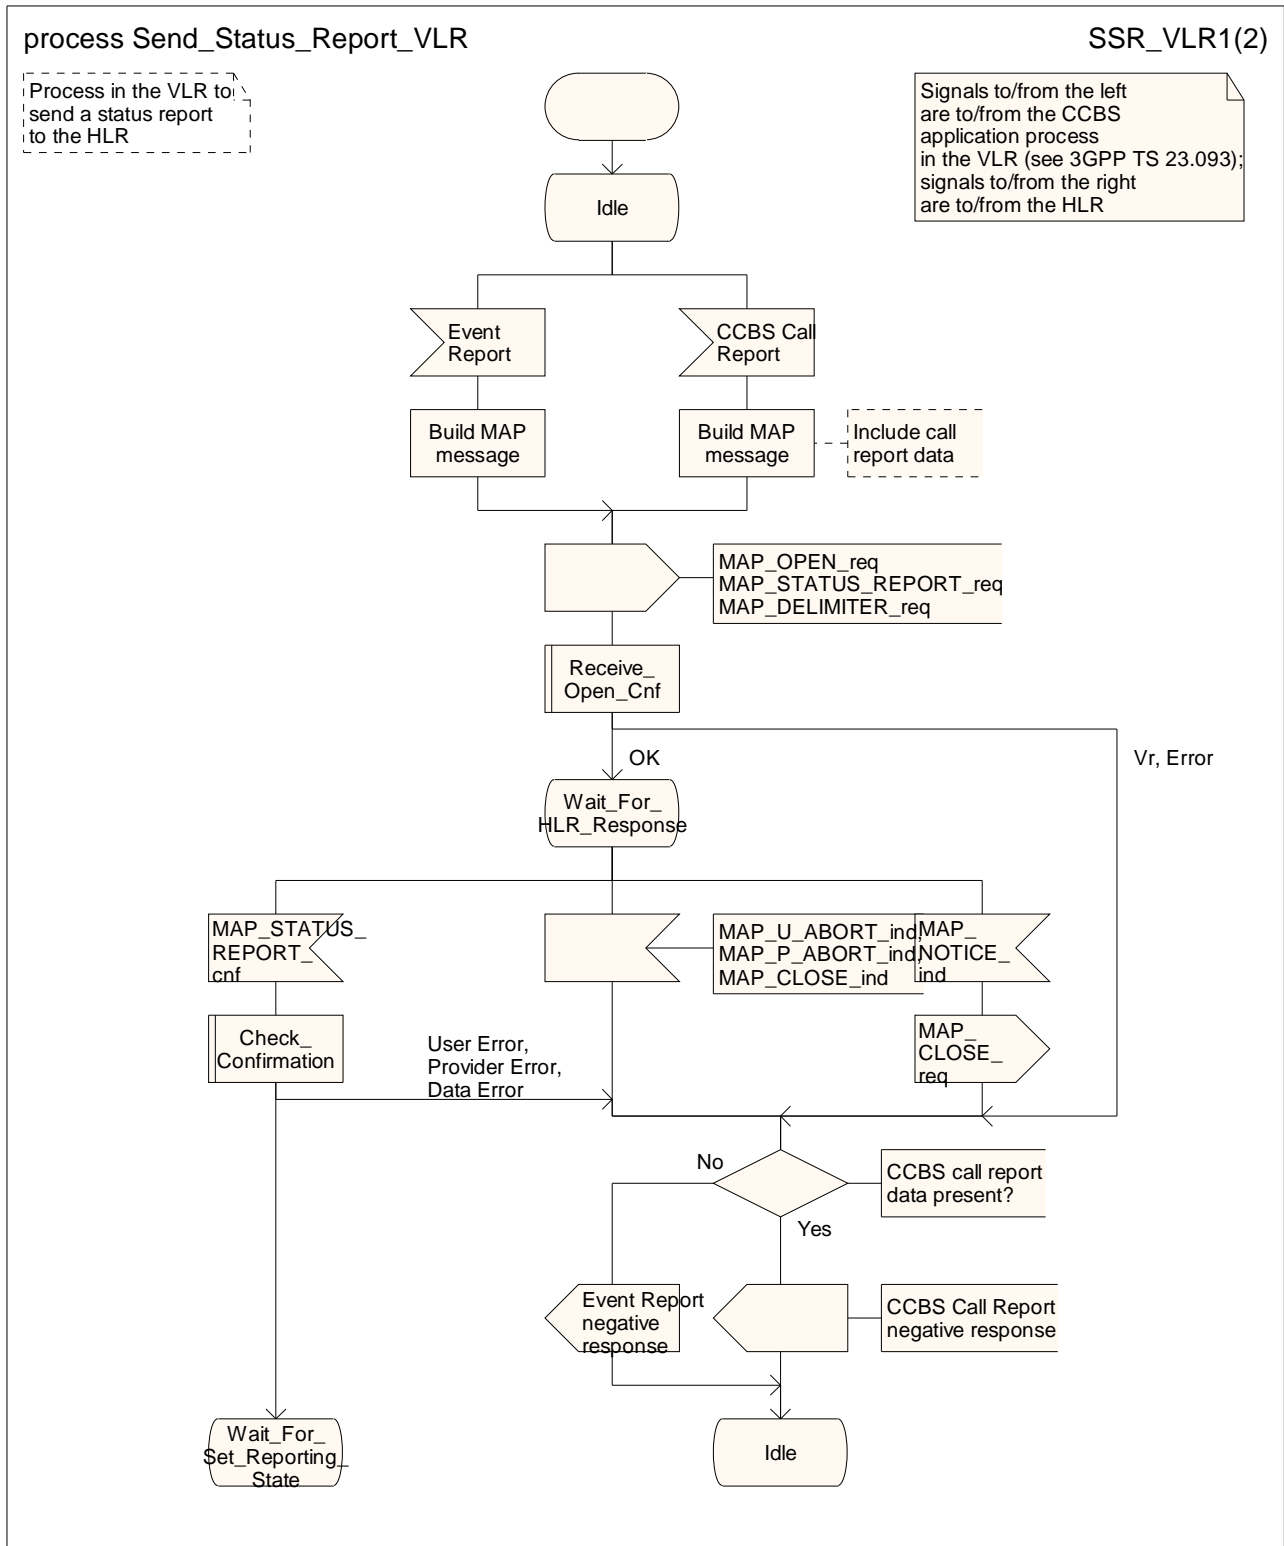 process Send_Status_Report_VLR
SSR_VLR1(2)
Process in the VLR to
send a status report
to the HLR
Signals to/from the left
are to/from the CCBS
application process
in the VLR (see 3GPP TS 23.093);
signals to/from the right
are to/from the HLR
Idle
Event
Report
CCBS Call
Report
Build MAP
message
Build MAP
message
Include call
report data
MAP_OPEN_req
MAP_STATUS_REPORT_req
MAP_DELIMITER_req
Receive_
Open_Cnf
OK
Vr, Error
Wait_For_
HLR_Response
MAP_STATUS_
REPORT_
cnf
MAP_U_ABORT_ind,
MAP_P_ABORT_ind,
MAP_CLOSE_ind
MAP_
NOTICE_
ind
Check_
Confirmation
User Error,
Provider Error,
Data Error
MAP_
CLOSE_
req
No
CCBS call report
data present?
Yes
Event Report
negative
response
CCBS Call Report
negative response
Wait_For_
Set_Reporting_
State
Idle